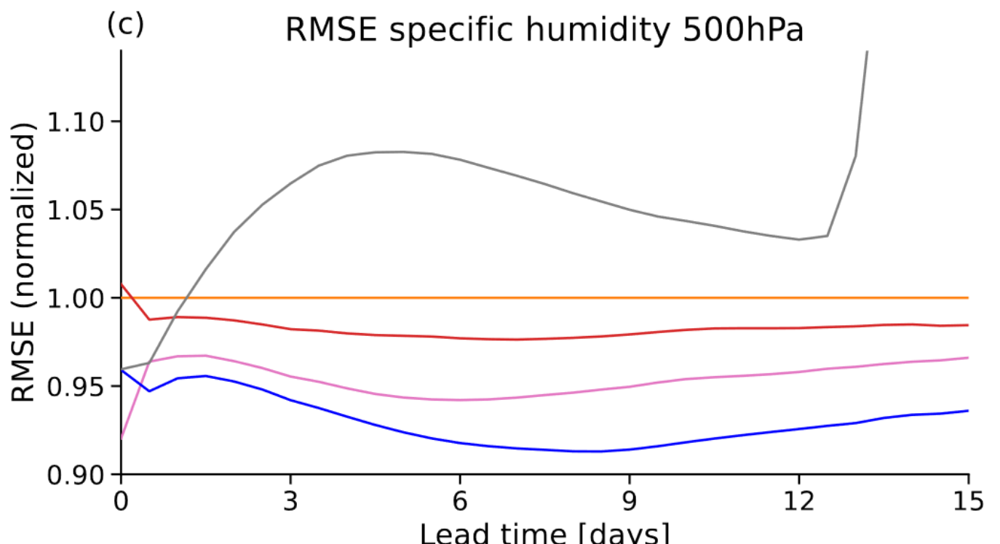 (c)
RMSE specific humidity 500hPa
RMSE (normalized)
1.10
1.05
1.00
0.95
0.90
0 3 6 9 12 15
Lead time [days]